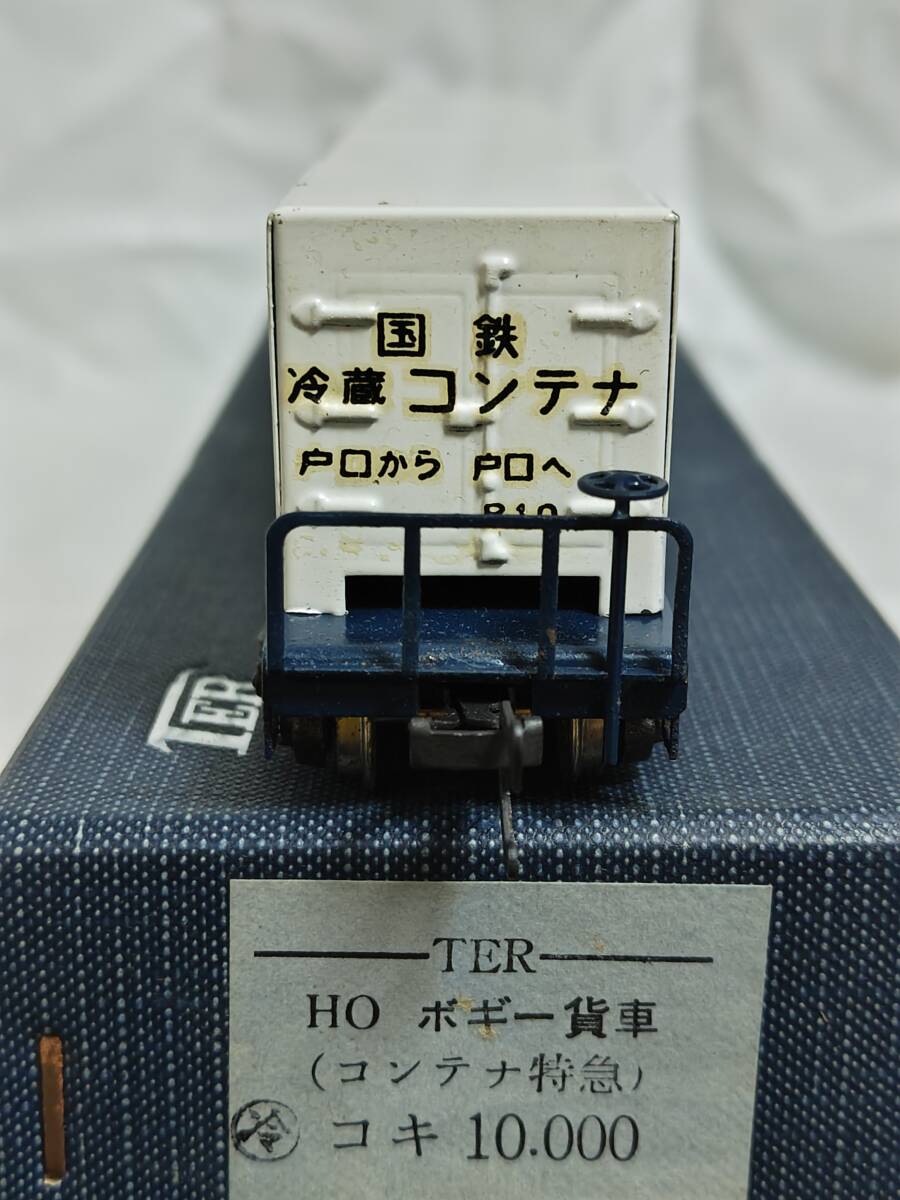 国 鉄
冷蔵 コンテナ
戸口から 戸口へ
TER
TER
HO ボギー貨車
(コンテナ特急)
冷 コキ 10.000